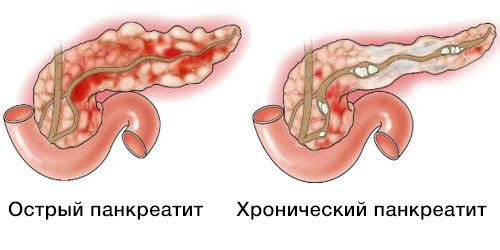 Острый панкреатит
Хронический панкреатит